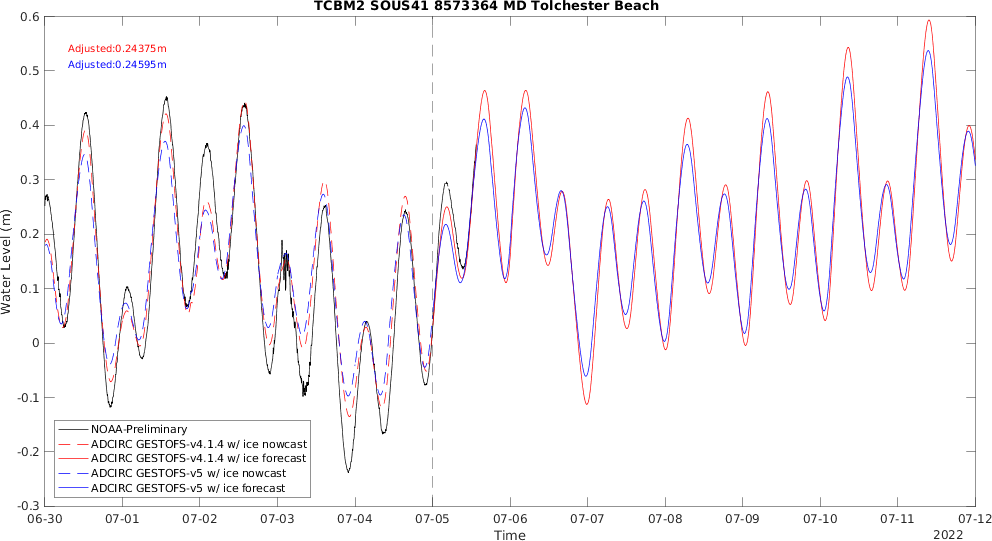 TCBM2 SOUS41 8573364 MD Tolchester Beach
0.6
Adjusted:0.24375m
Adjusted:0.24595m
0.5
0.4
0.3
0.2
0.1
0
-0.1
-0.2
-0.3
Water Level (m)
NOAA-Preliminary
ADCIRC GESTOFS-v4.1.4 w/ ice nowcast
ADCIRC GESTOFS-v4.1.4 w/ ice forecast
ADCIRC GESTOFS-v5 w/ ice nowcast
ADCIRC GESTOFS-v5 w/ ice forecast
06-30 07-01 07-02 07-03 07-04 07-05 07-06 07-07 07-08 07-09 07-10 07-11 07-12
Time
2022